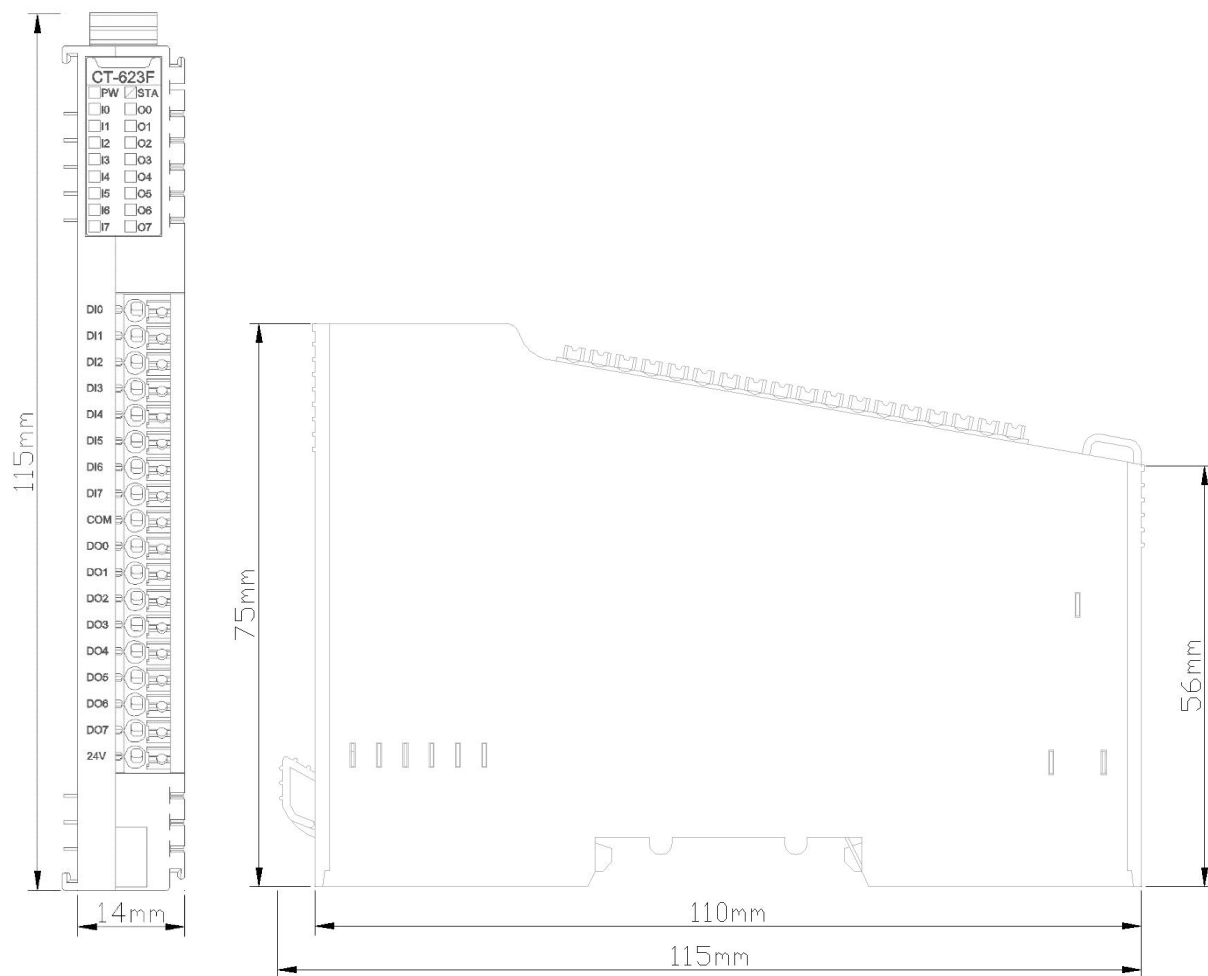 CT-623F
PW STA
I0 O0
I1 O1
I2 O2
I3 O3
I4 O4
I5 O5
I6 O6
I7 O7
DI0
DI1
DI2
DI3
DI4
DI5
DI6
DI7
COM
DO0
DO1
DO2
DO3
DO4
DO5
DO6
DO7
24V
115mm
14mm
75mm
56mm
110mm
115mm